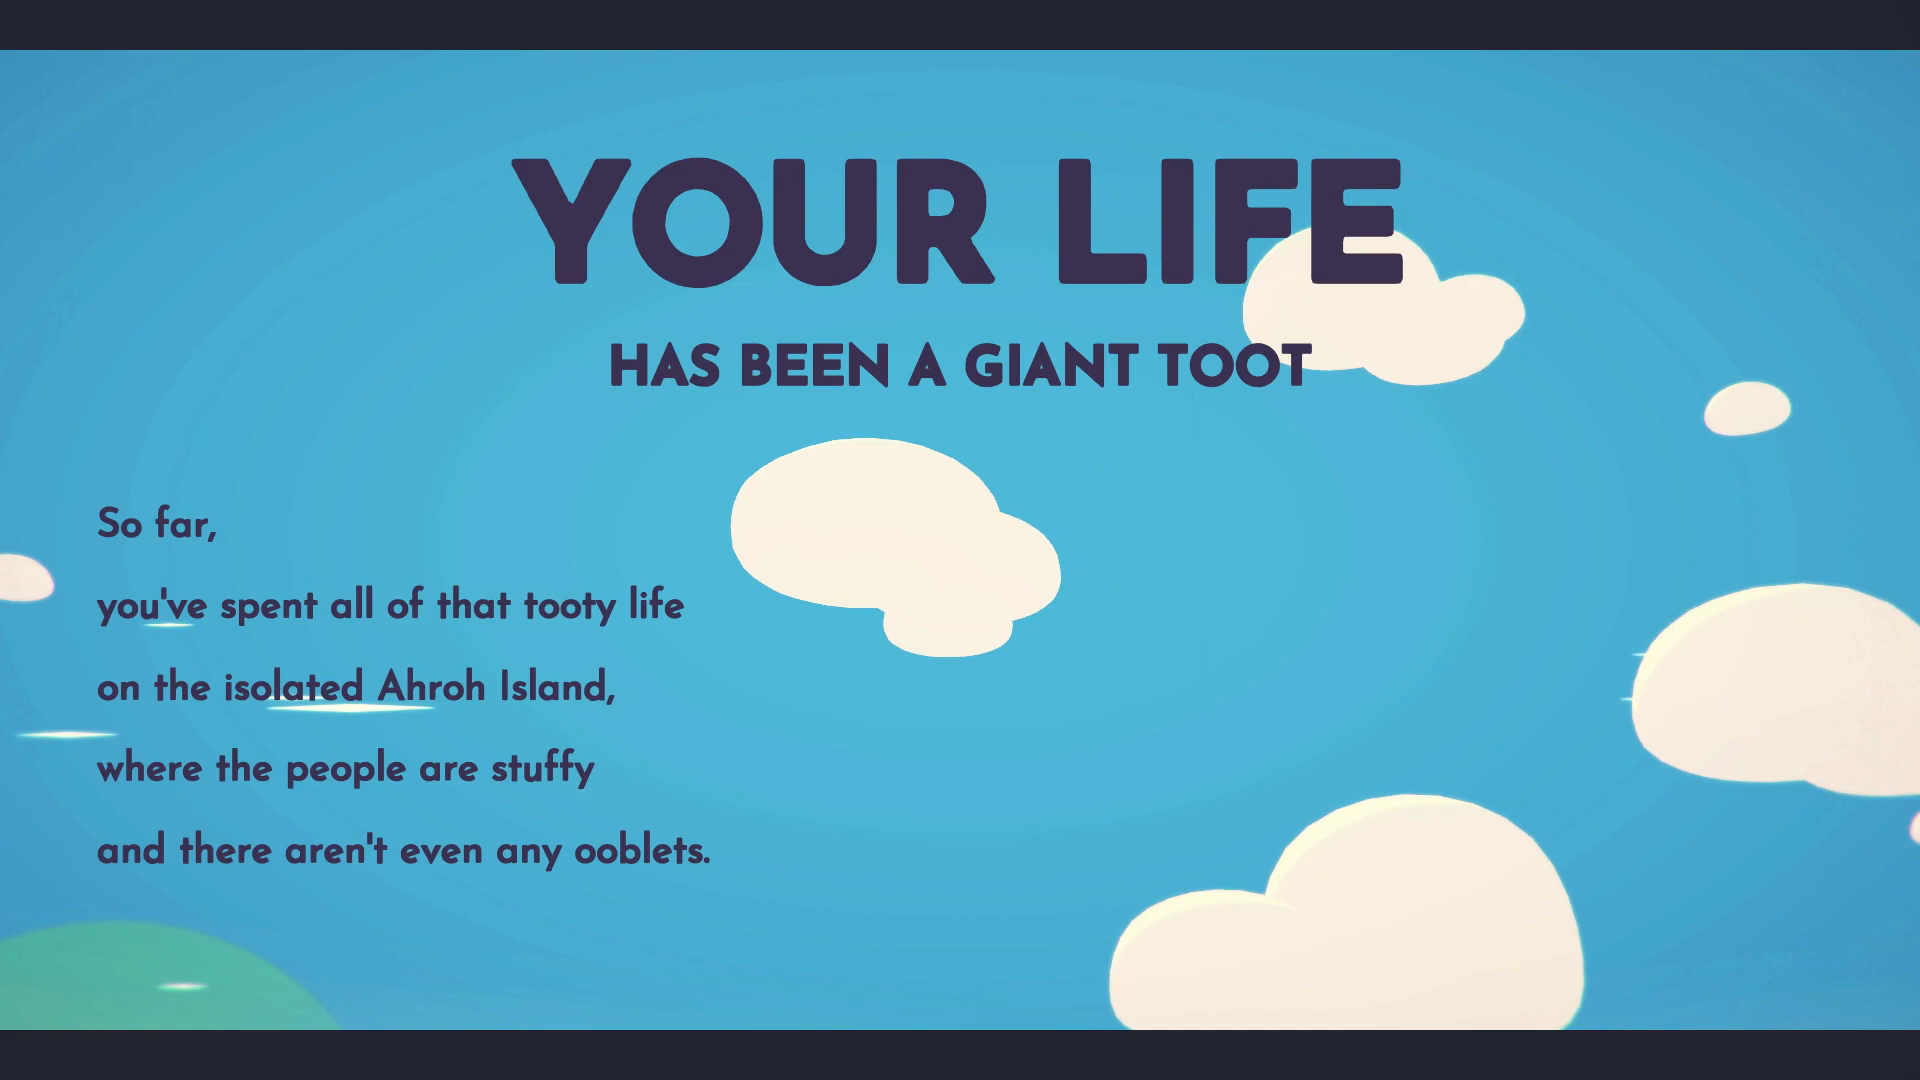 YOUR LIFE
HAS BEEN A GIANT TOOT
So far,
you've spent all of that tooty life
on the isolated Ahroh Island,
where the people are stuffy
and there aren't even any ooblets.